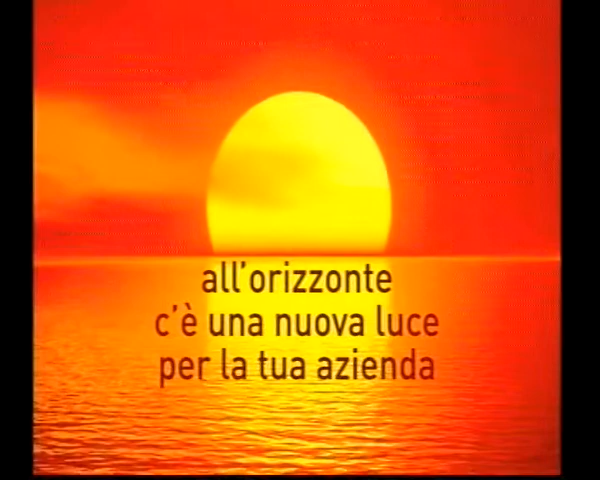 all'orizzonte
c'è una nuova luce
per la tua azienda